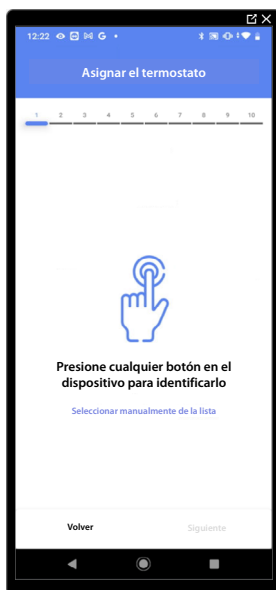 12:22 G
Asignar el termostato
1 2 3 4 5 6 7 8 9 10
Presione cualquier botón en el
dispositivo para identificarlo
Seleccionar manualmente de la lista
Volver Siguiente